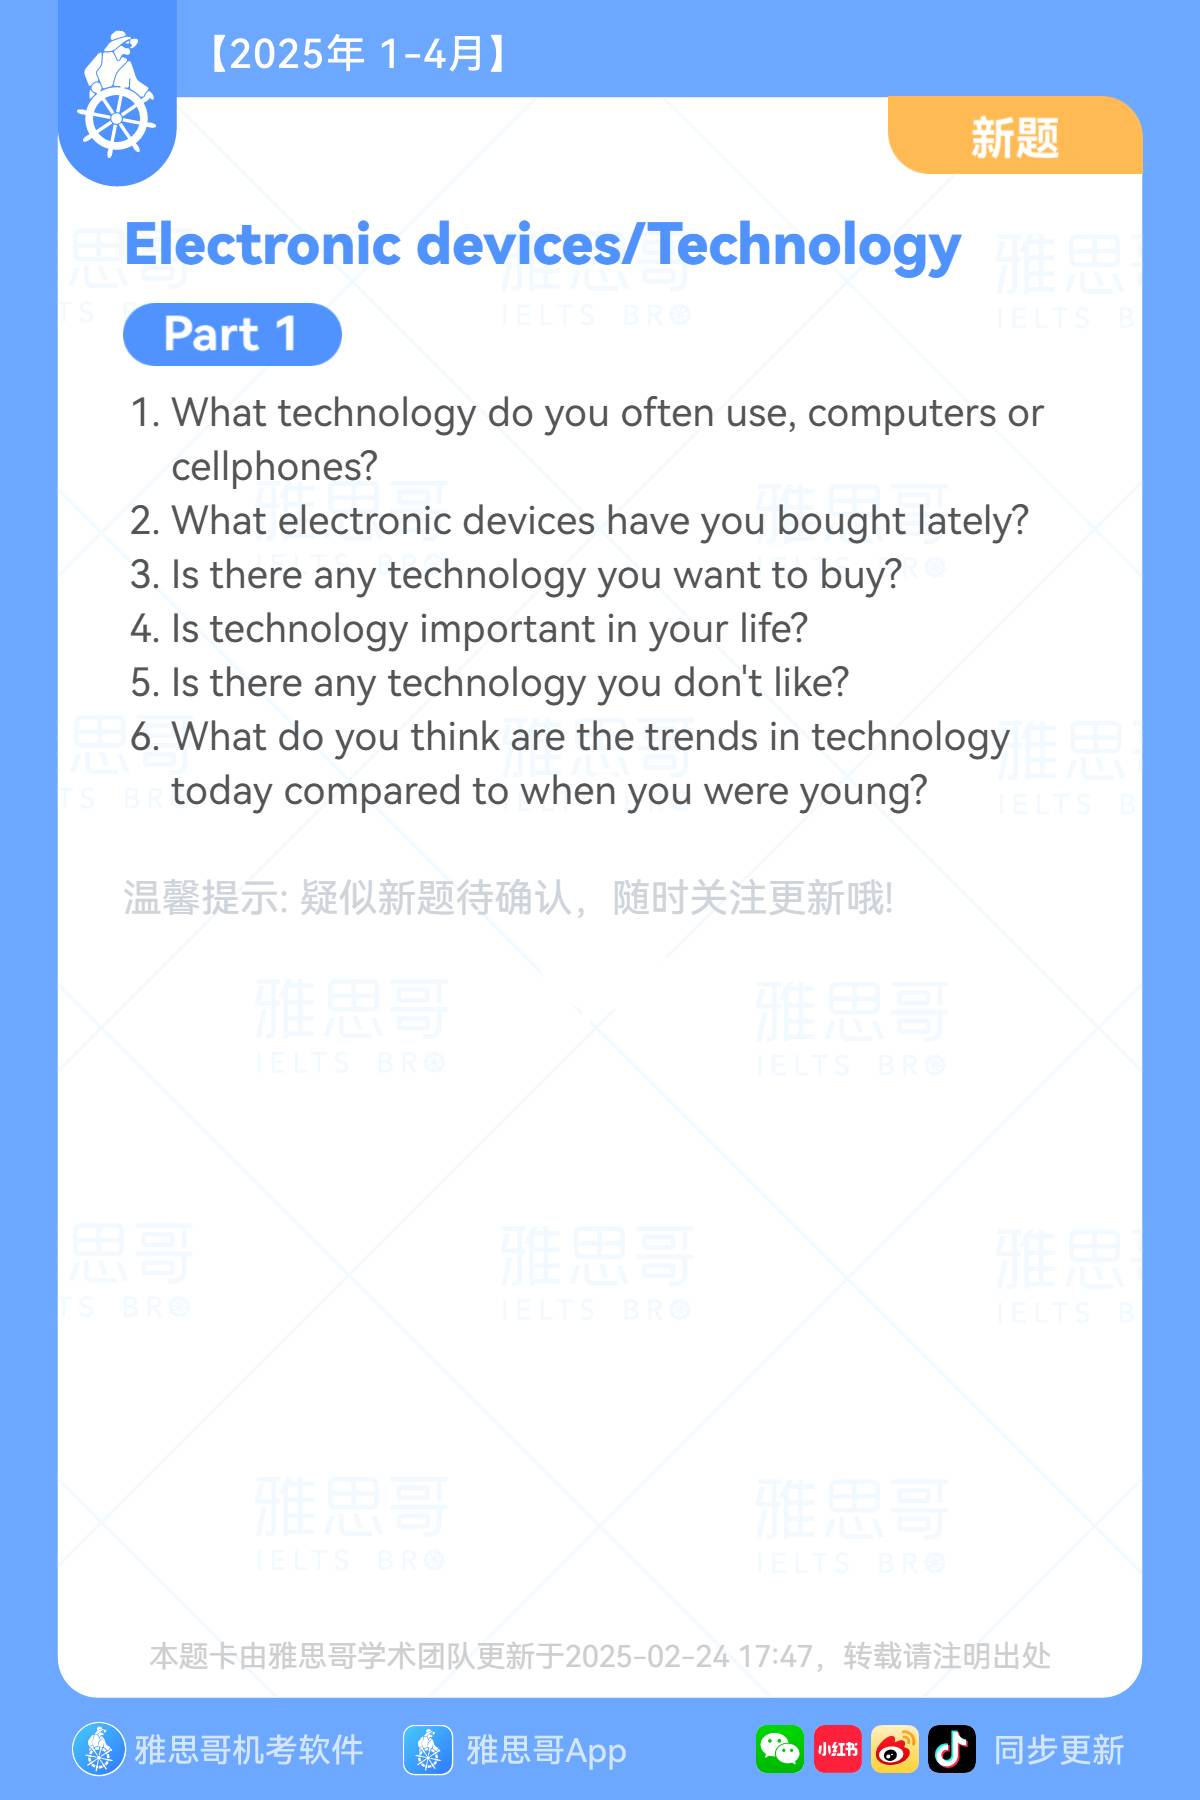 【2025年 1-4月】
新题
Electronic devices/Technology
Part 1
1. What technology do you often use, computers or
cellphones?
2. What electronic devices have you bought lately?
3. Is there any technology you want to buy?
4. Is technology important in your life?
5. Is there any technology you don't like?
6. What do you think are the trends in technology
today compared to when you were young?
温馨提示: 疑似新题待确认，随时关注更新哦!
雅思哥
IELTS BRO
本题卡由雅思哥学术团队更新于2025-02-24 17:47，转载请注明出处
雅思哥机考软件 雅思哥App 小红书 同步更新